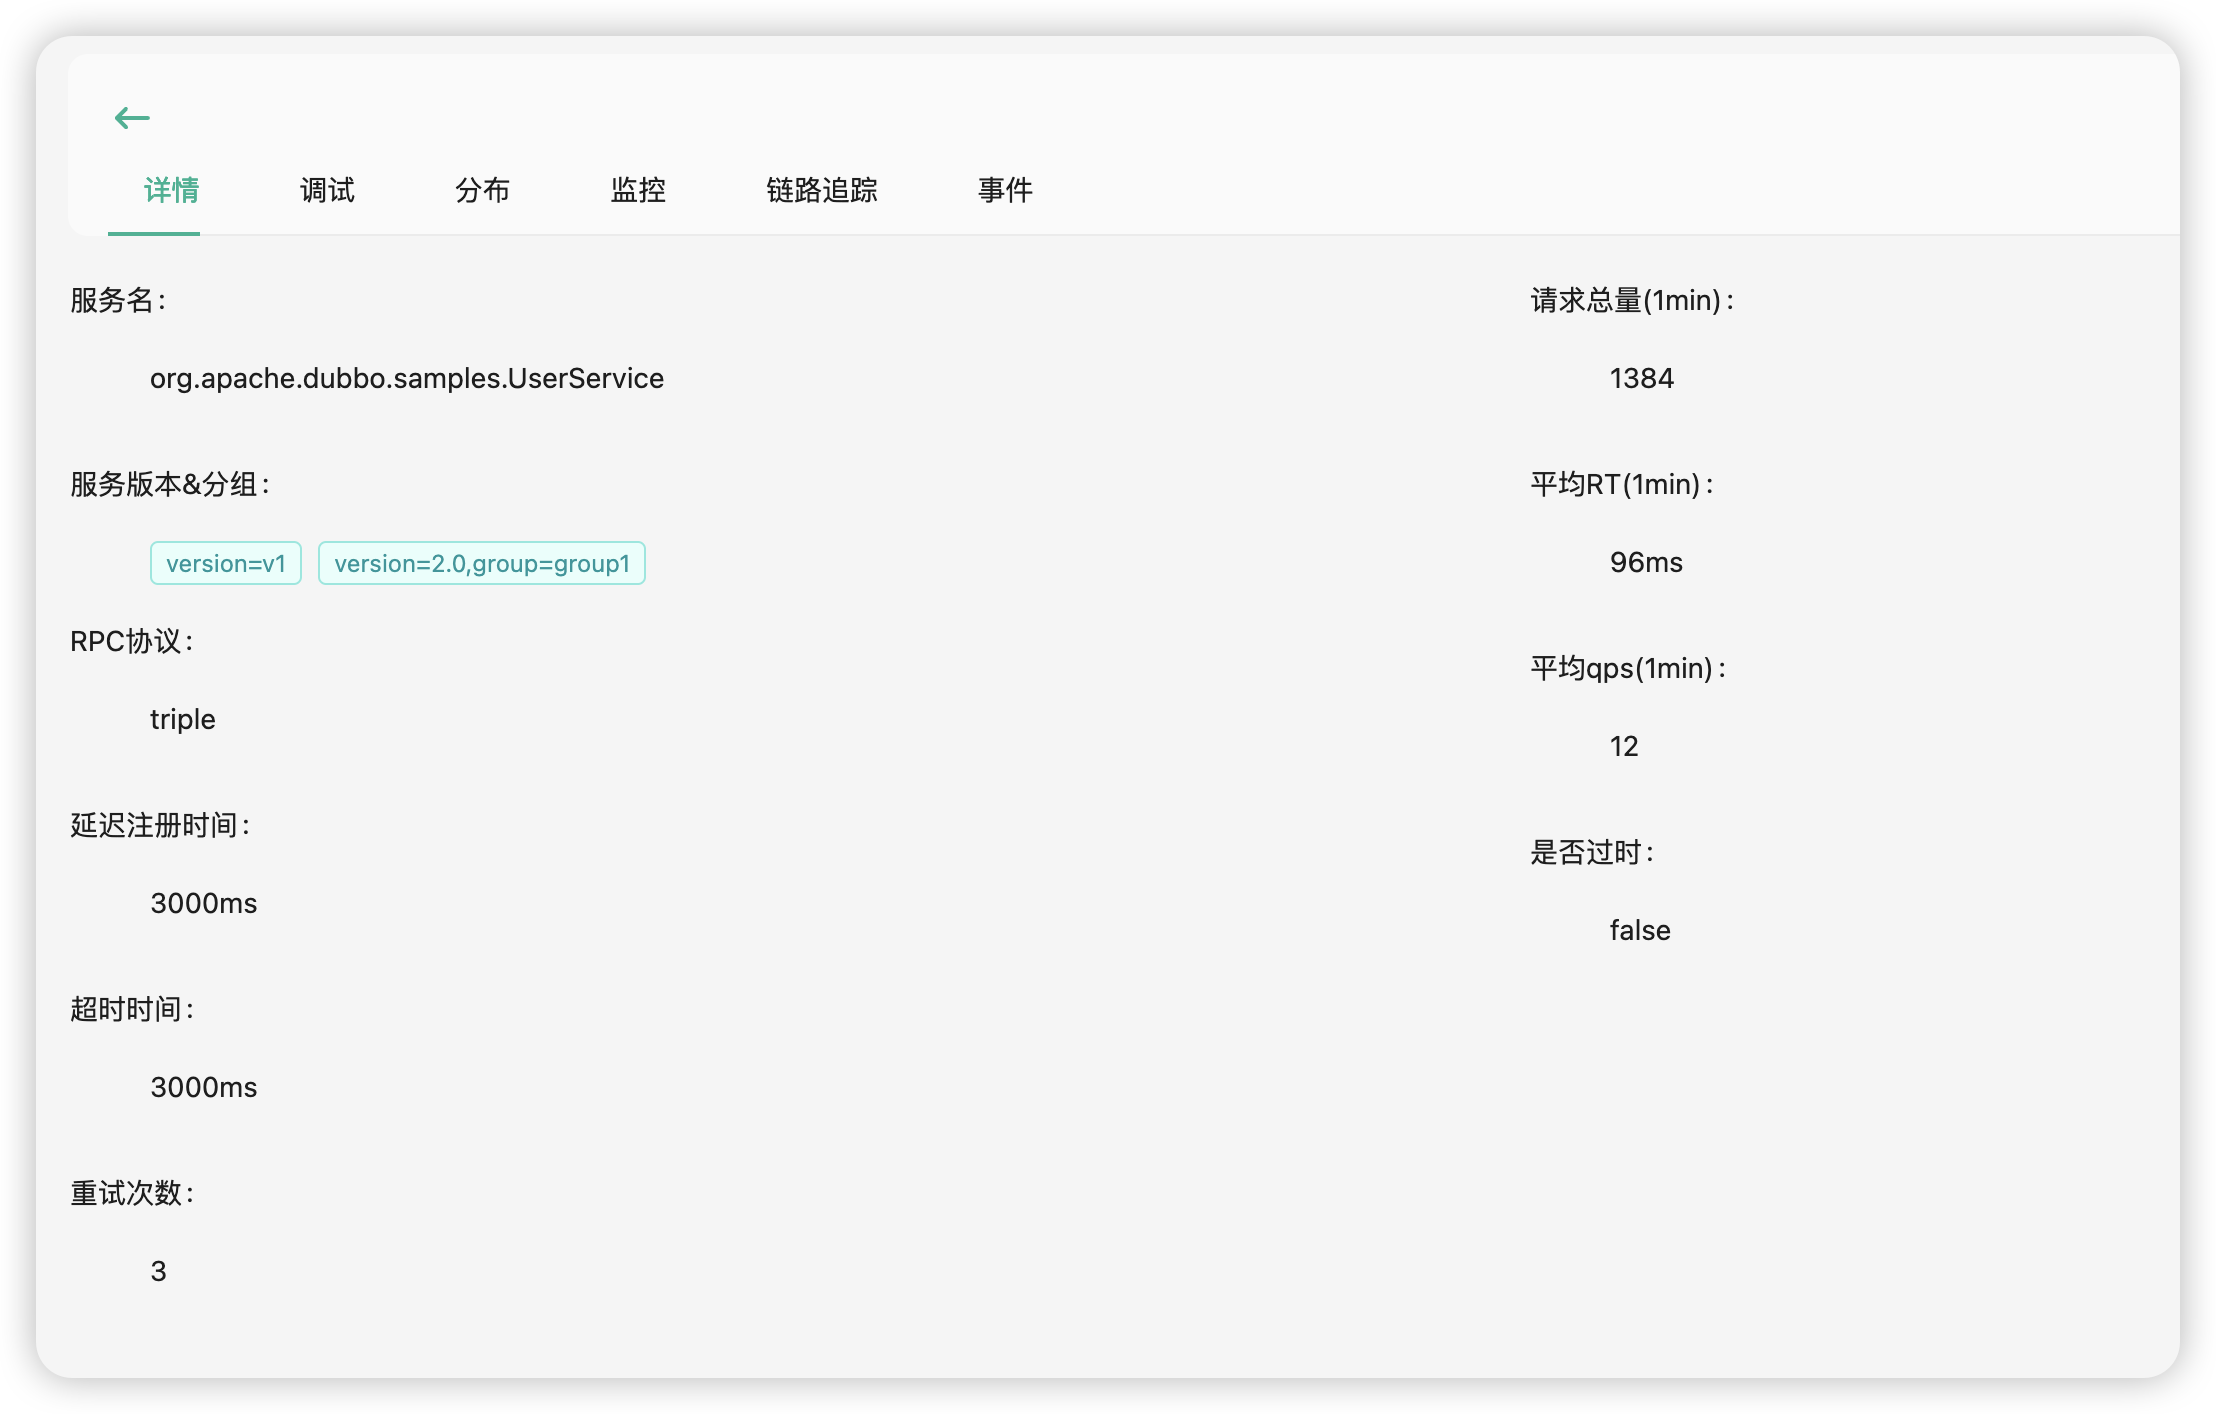 详情 调试 分布 监控 链路追踪 事件
服务名:
org.apache.dubbo.samples.UserService
服务版本&分组:
version=v1 version=2.0,group=group1
RPC协议:
triple
延迟注册时间:
3000ms
超时时间:
3000ms
重试次数:
3
请求总量(1min):
1384
平均RT(1min):
96ms
平均qps(1min):
12
是否过时:
false